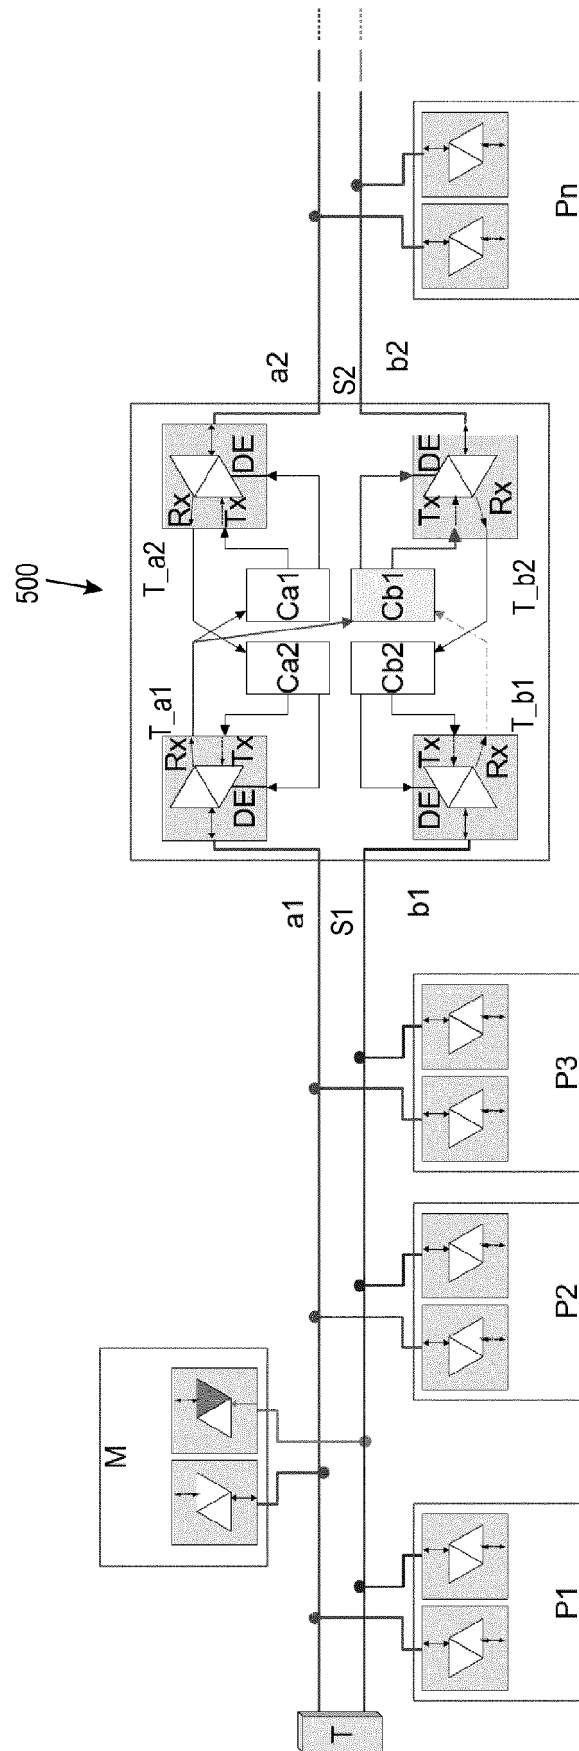 500
T_a1
T_a2
Rx
Tx
DE
Rx
Tx
DE
Ca2
Ca1
Cb2
Cb1
DE
Tx
Rx
Tx
DE
Rx
T_b1
T_b2
a1
S1
b1
a2
S2
b2
M
T
P1
P2
P3
Pn